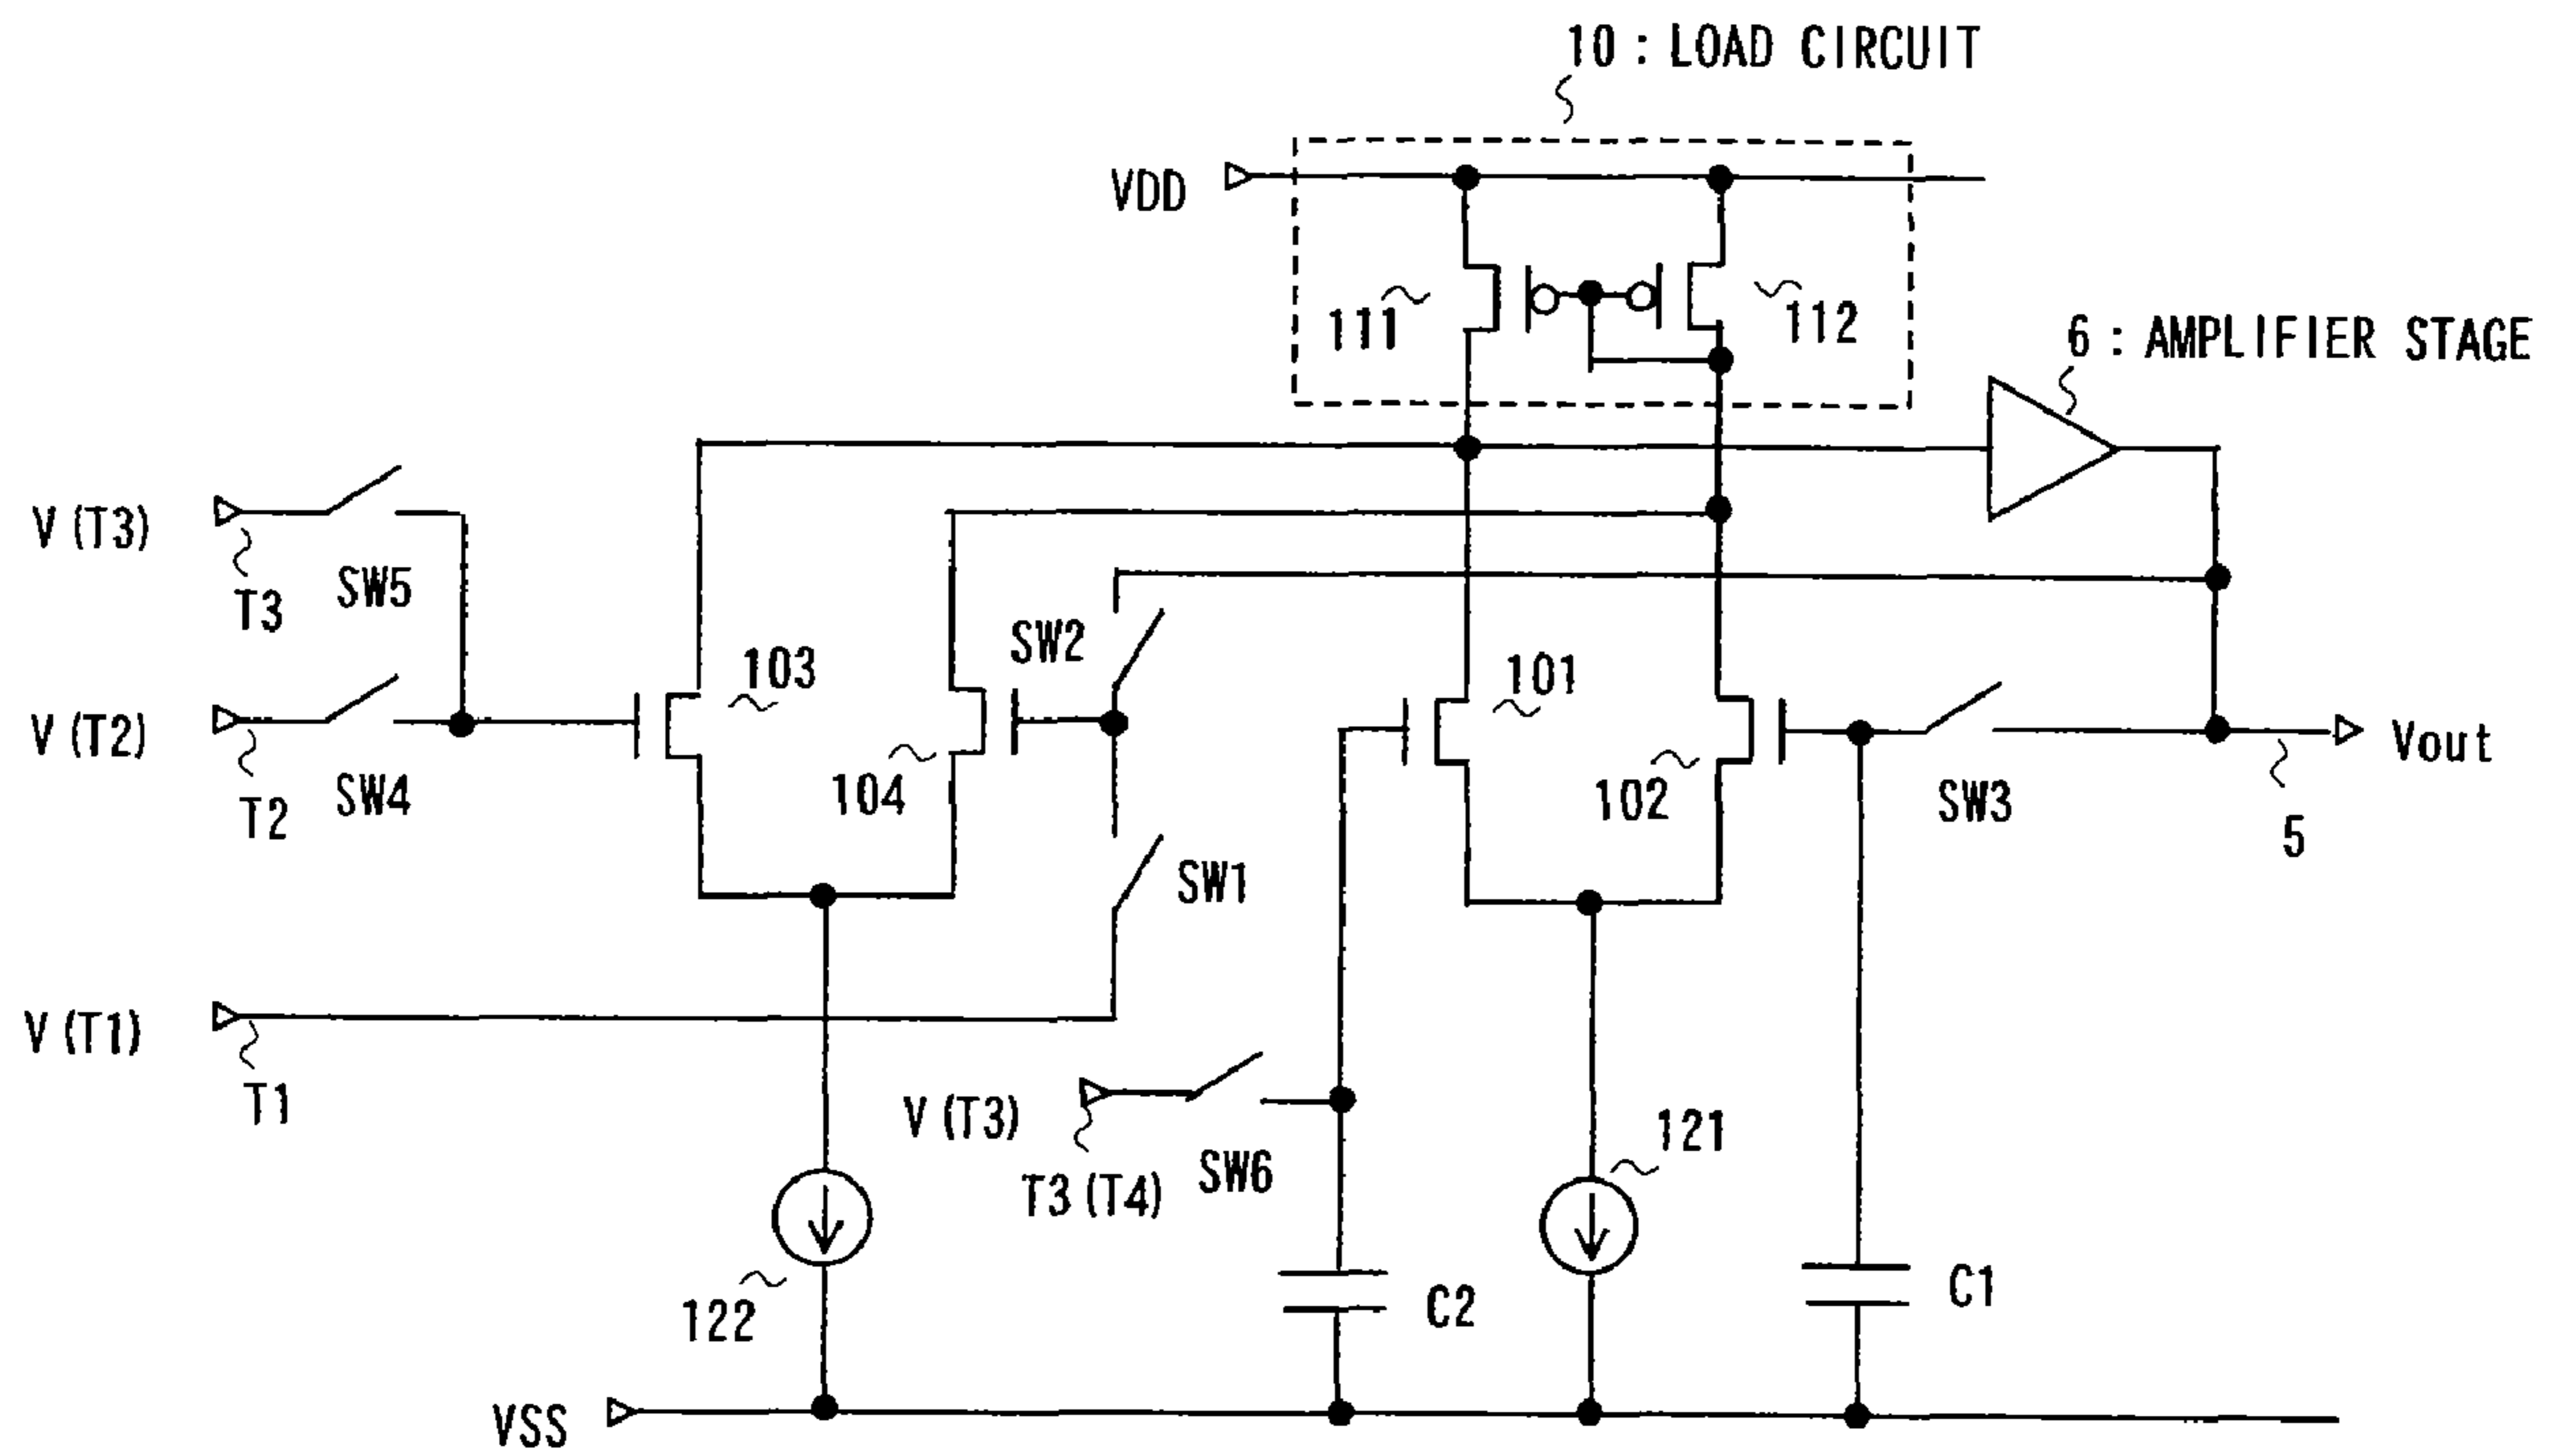 10 : LOAD CIRCUIT
VDD
111
112
6 : AMPLIFIER STAGE
V (T3)
T3
SW5
SW2
103
101
V (T2)
T2
SW4
104
102
SW3
Vout
5
SW1
V (T1)
T1
V (T3)
T3 (T4)
SW6
121
122
C2
C1
VSS